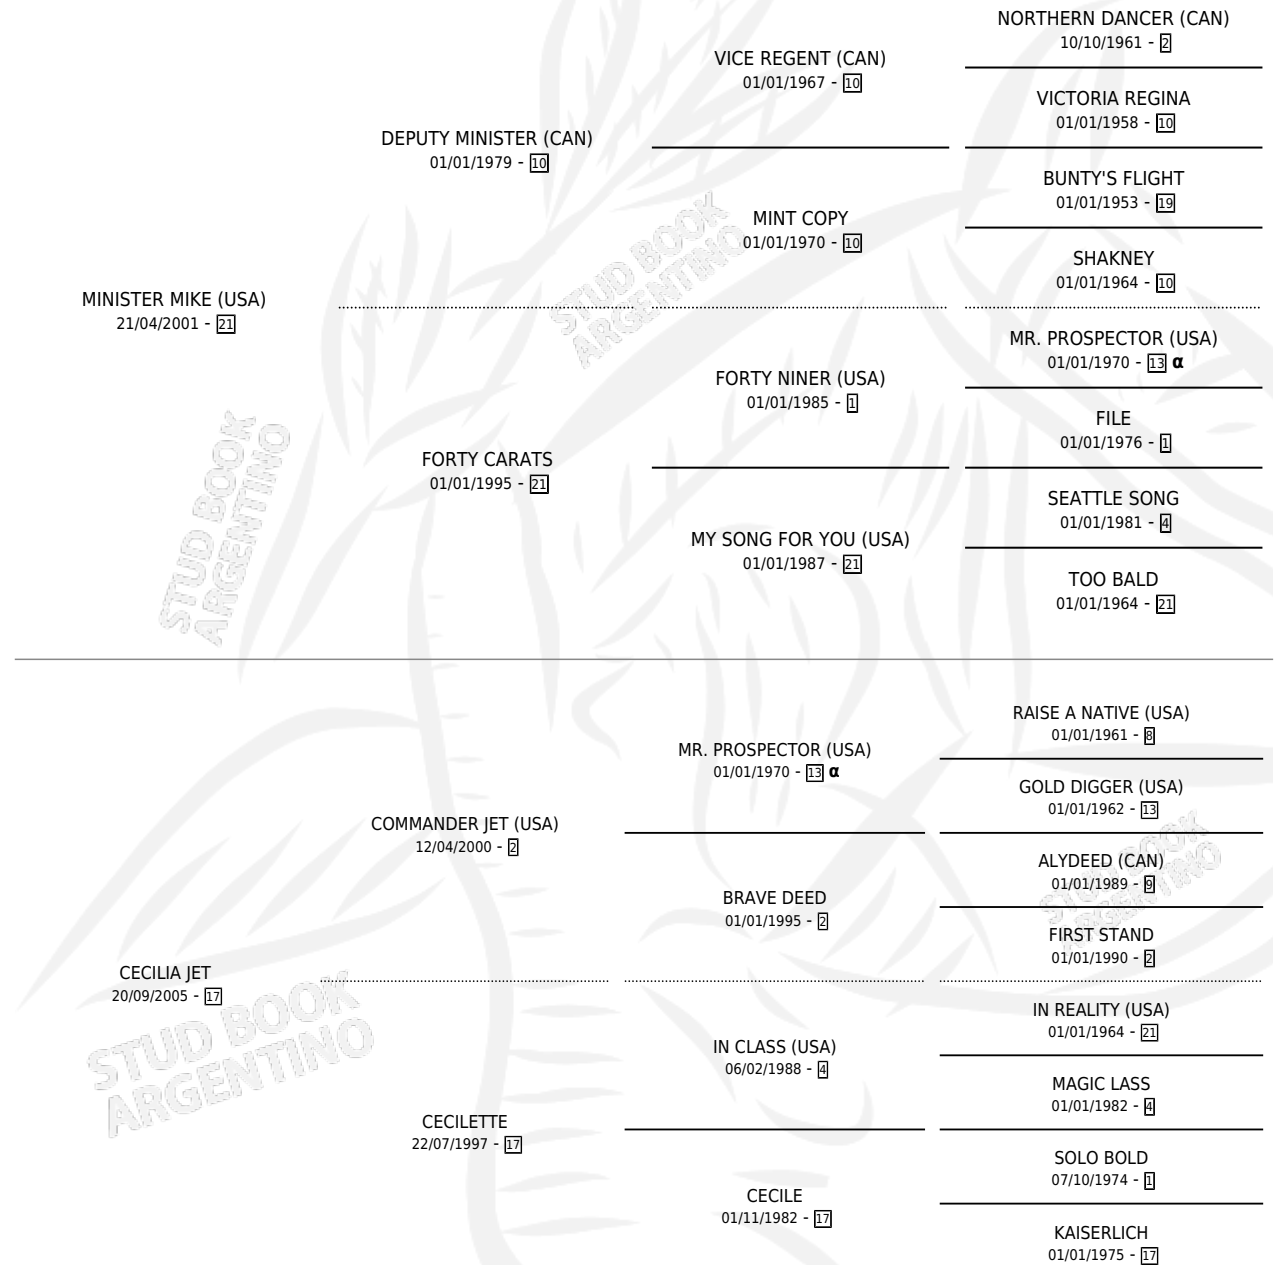 NORTHERN DANCER (CAN)
10/10/1961 - 2
VICE REGENT (CAN)
01/01/1967 - 10
VICTORIA REGINA
01/01/1958 - 10
DEPUTY MINISTER (CAN)
01/01/1979 - 10
BUNTY'S FLIGHT
01/01/1953 - 19
MINT COPY
01/01/1970 - 10
SHAKNEY
01/01/1964 - 10
MINISTER MIKE (USA)
21/04/2001 - 21
MR. PROSPECTOR (USA)
01/01/1970 - 13 α
FORTY NINER (USA)
01/01/1985 - 1
FILE
01/01/1976 - 1
FORTY CARATS
01/01/1995 - 21
SEATTLE SONG
01/01/1981 - 4
MY SONG FOR YOU (USA)
01/01/1987 - 21
TOO BALD
01/01/1964 - 21
STUD BOOK
ARGENTINO
STUD BOOK
ARGENTINO
RAISE A NATIVE (USA)
01/01/1961 - 8
MR. PROSPECTOR (USA)
01/01/1970 - 13 α
GOLD DIGGER (USA)
01/01/1962 - 13
COMMANDER JET (USA)
12/04/2000 - 2
ALYDEED (CAN)
01/01/1989 - 9
BRAVE DEED
01/01/1995 - 2
FIRST STAND
01/01/1990 - 2
CECILIA JET
20/09/2005 - 17
IN REALITY (USA)
01/01/1964 - 21
IN CLASS (USA)
06/02/1988 - 4
MAGIC LASS
01/01/1982 - 4
CECILETTE
22/07/1997 - 17
SOLO BOLD
07/10/1974 - 1
CECILE
01/11/1982 - 17
KAISERLICH
01/01/1975 - 17
STUD BOOK
ARGENTINO
STUD BOOK
ARGENTINO